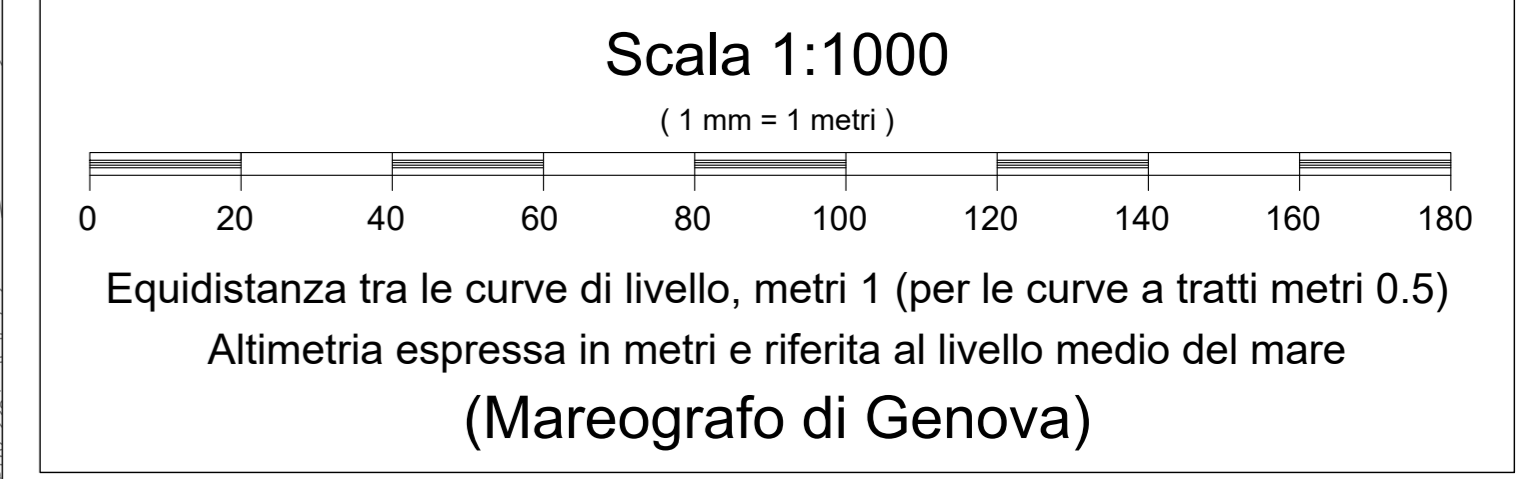 Scala 1:1000
( 1 mm = 1 metri )
0 20 40 60 80 100 120 140 160 180
Equidistanza tra le curve di livello, metri 1 (per le curve a tratti metri 0.5)
Altimetria espressa in metri e riferita al livello medio del mare
(Mareografo di Genova)